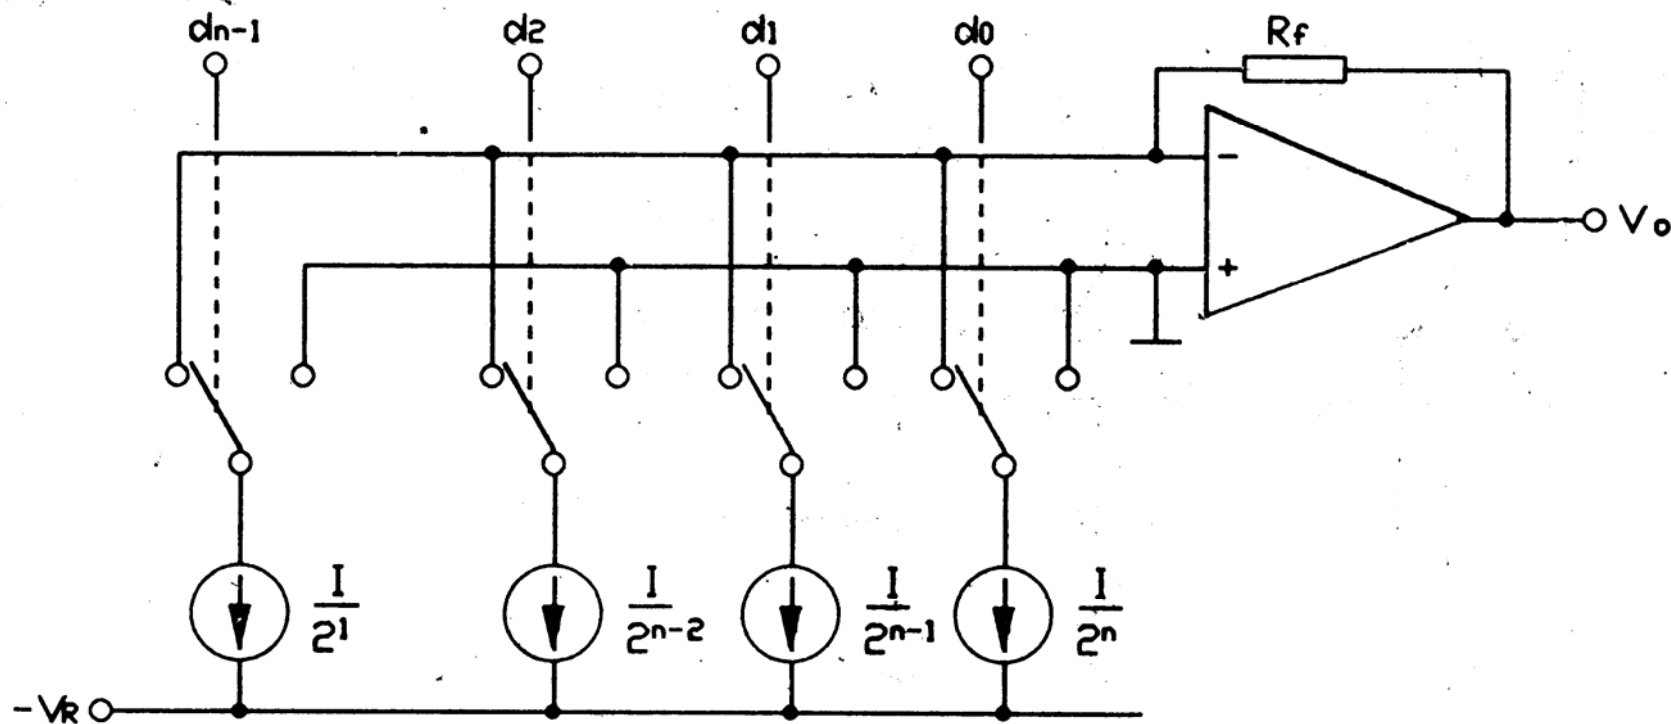 dn-1 d2 d1 d0 Rf
−
Vo
+
I/2^1 I/2^n-2 I/2^n-1 I/2^n
-VR